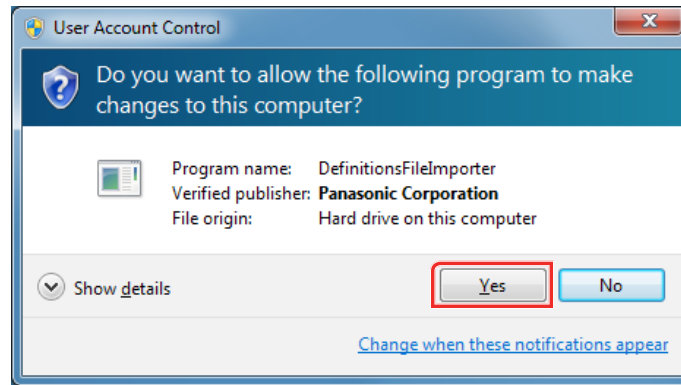 User Account Control
Do you want to allow the following program to make
changes to this computer?
Program name: DefinitionsFileImporter
Verified publisher: Panasonic Corporation
File origin: Hard drive on this computer
Show details
Yes
No
Change when these notifications appear